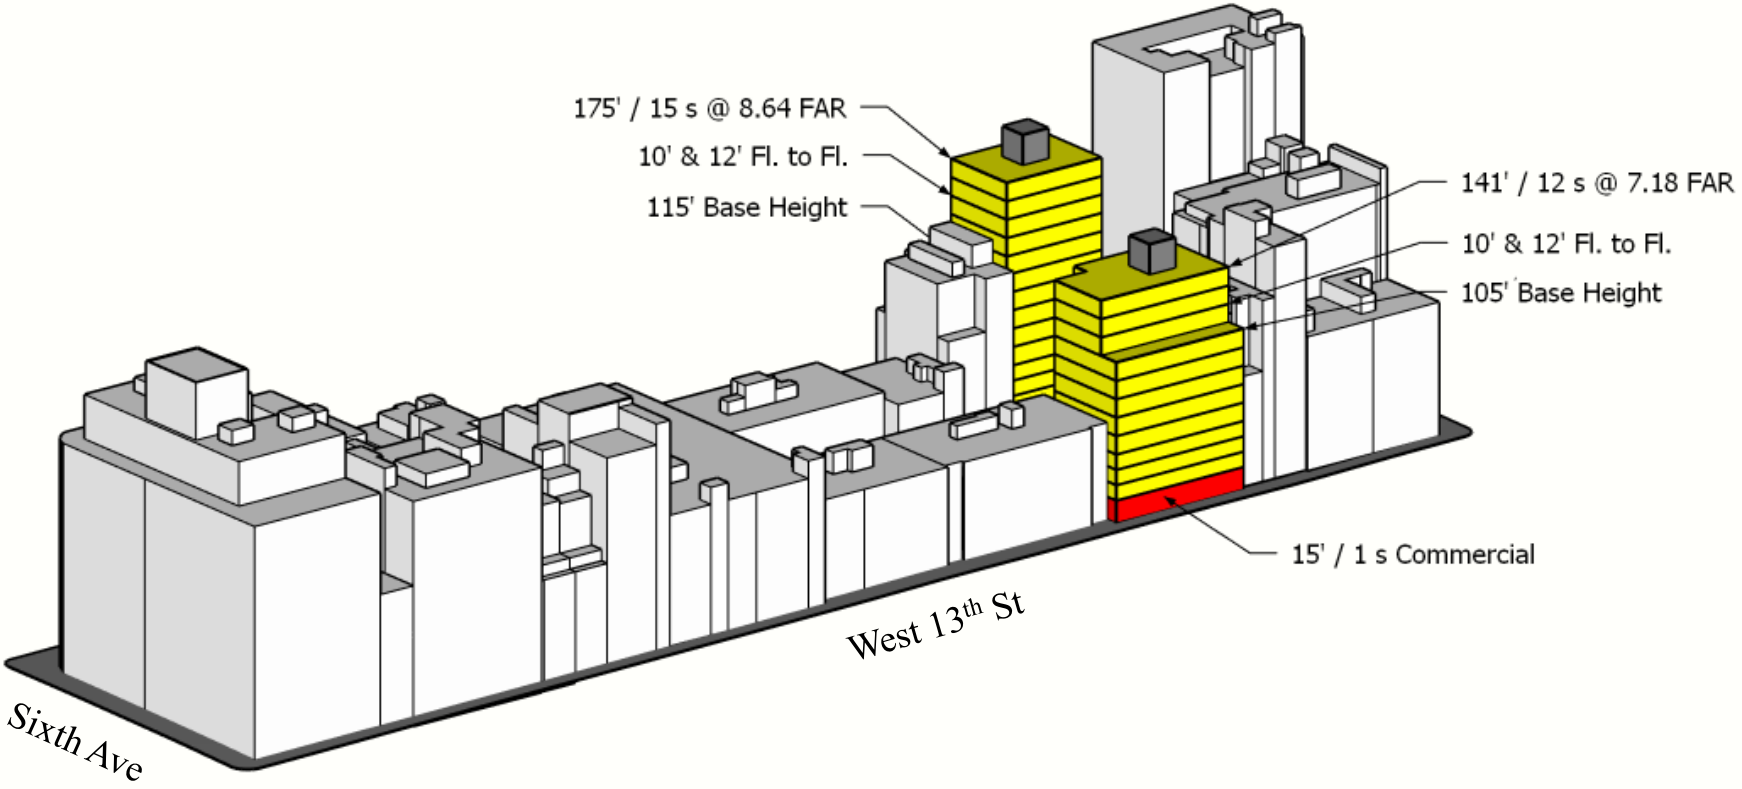 175' / 15 s @ 8.64 FAR
10' & 12' Fl. to Fl.
115' Base Height
141' / 12 s @ 7.18 FAR
10' & 12' Fl. to Fl.
105' Base Height
15' / 1 s Commercial
West 13th St
Sixth Ave